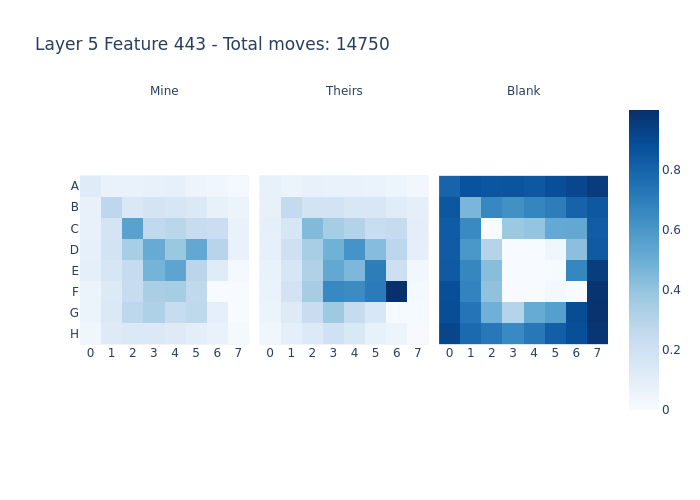 Layer 5 Feature 443 - Total moves: 14750
Mine Theirs Blank
A
B
C
D
E
F
G
H
0 1 2 3 4 5 6 7 0 1 2 3 4 5 6 7 0 1 2 3 4 5 6 7
0.8
0.6
0.4
0.2
0